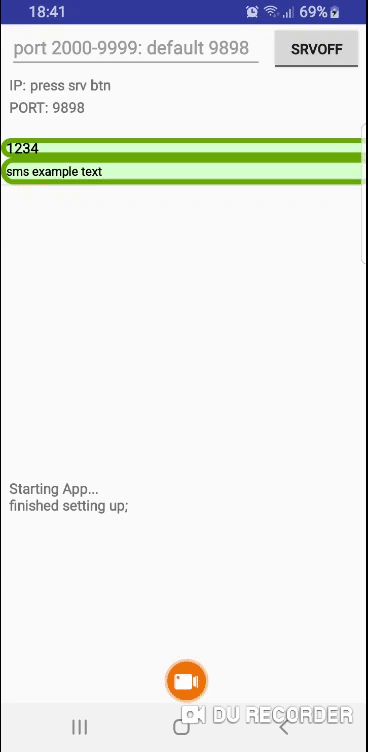 18:41
69%
port 2000-9999: default 9898
SRVOFF
IP: press srv btn
PORT: 9898
1234
sms example text
Starting App...
finished setting up;
DU RECORDER